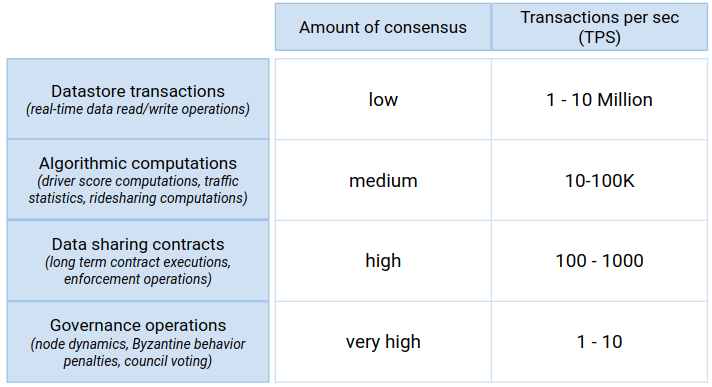 Amount of consensus
Transactions per sec
(TPS)
Datastore transactions
(real-time data read/write operations)
low
1 - 10 Million
Algorithmic computations
(driver score computations, traffic
statistics, ridesharing computations)
medium
10-100K
Data sharing contracts
(long term contract executions,
enforcement operations)
high
100 - 1000
Governance operations
(node dynamics, Byzantine behavior
penalties, council voting)
very high
1 - 10